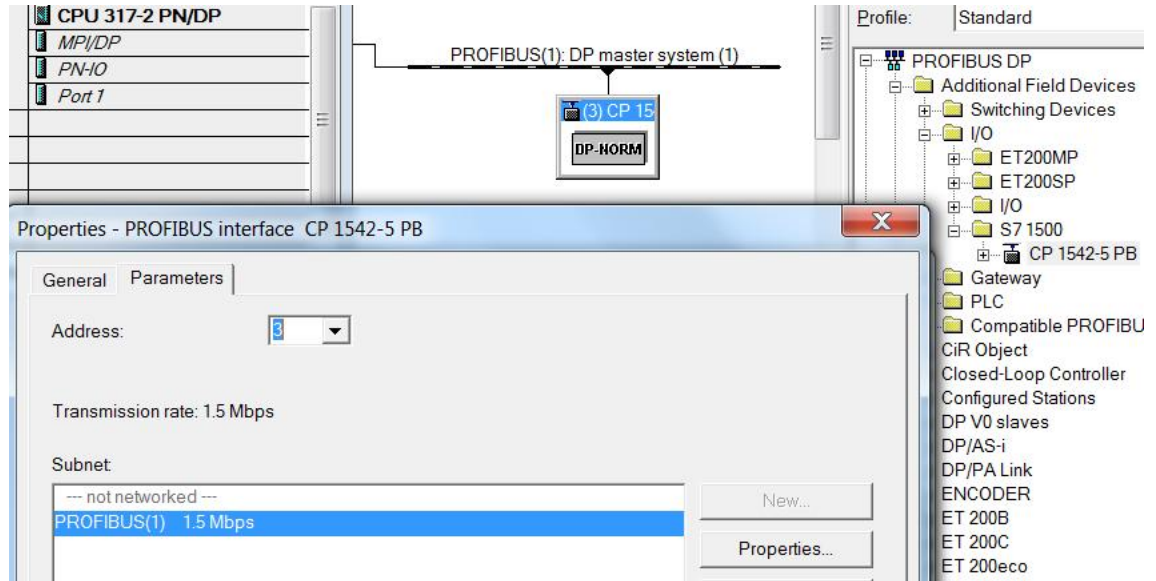 CPU 317-2 PN/DP
MPI/DP
PN-IO
Port 1
PROFIBUS(1): DP master system (1)
(3) CP 15
DP-NORM
Profile: Standard
PROFIBUS DP
Additional Field Devices
Switching Devices
I/O
ET200MP
ET200SP
I/O
S7 1500
CP 1542-5 PB
Gateway
PLC
Compatible PROFIBU
CiR Object
Closed-Loop Controller
Configured Stations
DP V0 slaves
DP/AS-i
DP/PA Link
ENCODER
ET 200B
ET 200C
ET 200eco
Properties - PROFIBUS interface CP 1542-5 PB
General Parameters
Address: 3
Transmission rate: 1.5 Mbps
Subnet:
--- not networked ---
PROFIBUS(1) 1.5 Mbps
New...
Properties...